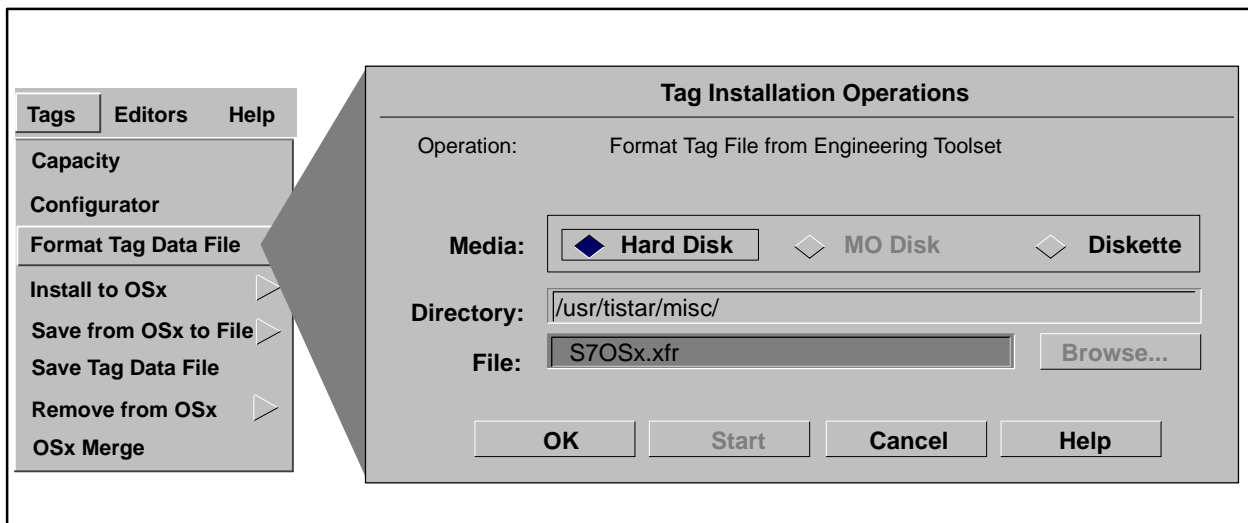 Tags Editors Help
Capacity
Configurator
Format Tag Data File
Install to OSx
Save from OSx to File
Save Tag Data File
Remove from OSx
OSx Merge
Tag Installation Operations
Operation: Format Tag File from Engineering Toolset
Media: Hard Disk MO Disk Diskette
Directory: /usr/tistar/misc/
File: S7OSx.xfr Browse...
OK Start Cancel Help